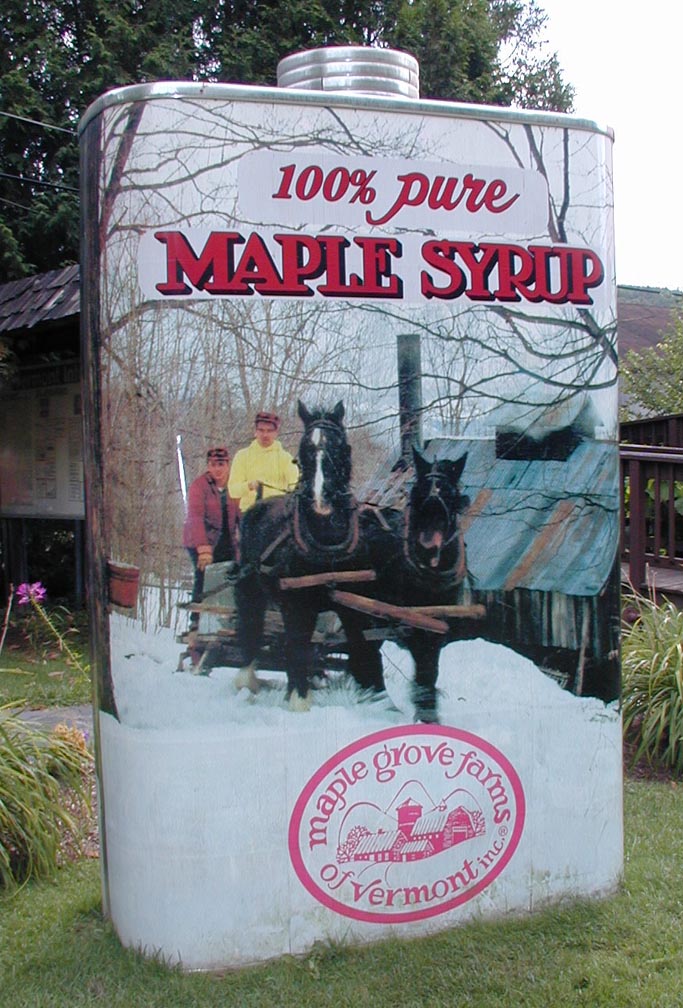 100% pure
MAPLE SYRUP
maple grove farms
of vermont inc.®